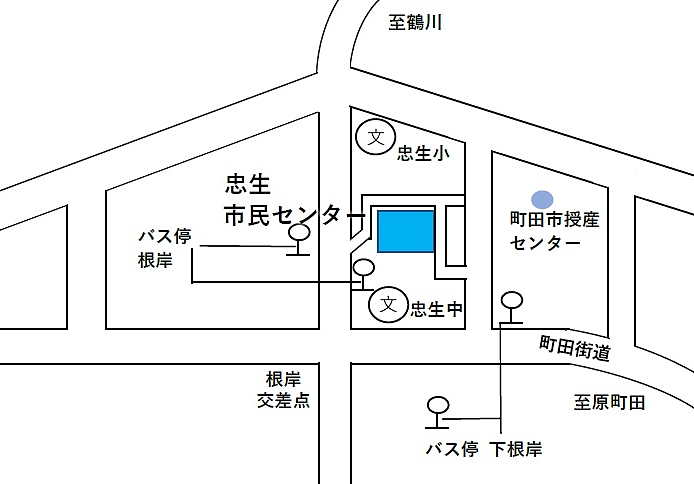 至鶴川
文
忠生小
忠生
市民センター
町田市授産
センター
バス停
根岸
文
忠生中
町田街道
根岸
交差点
至原町田
バス停 下根岸